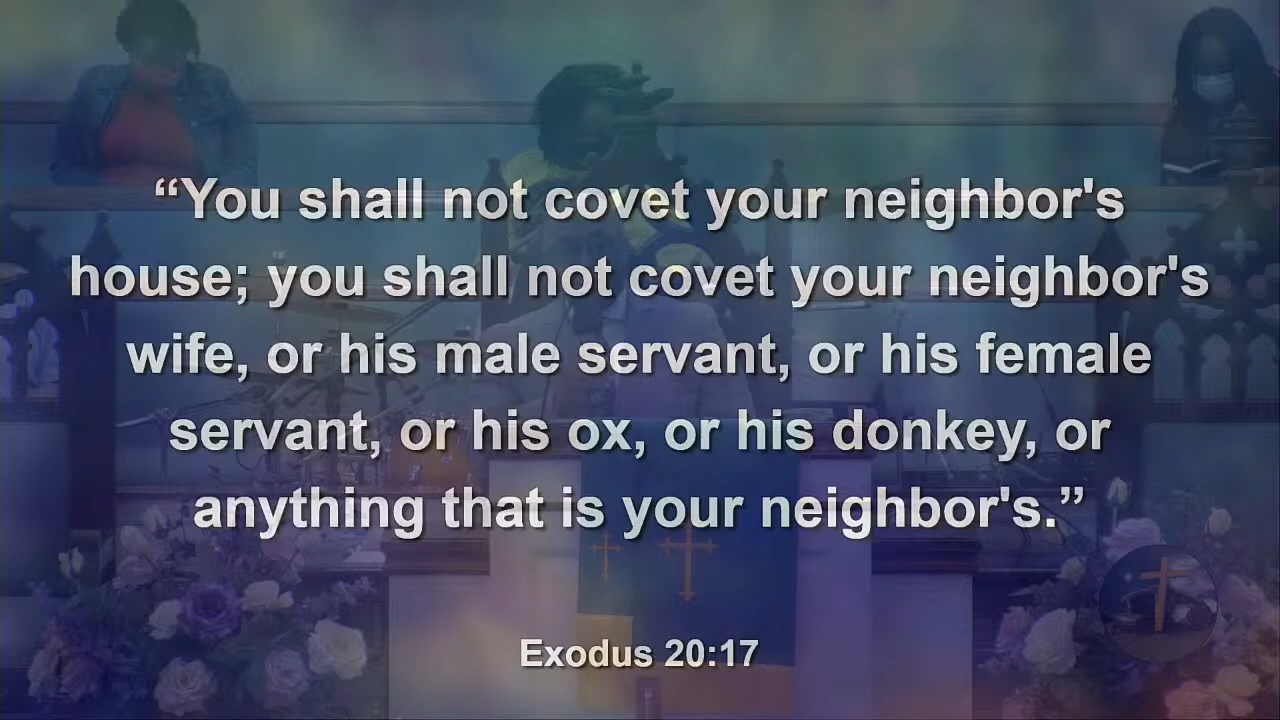 “You shall not covet your neighbor's
house; you shall not covet your neighbor's
wife, or his male servant, or his female
servant, or his ox, or his donkey, or
anything that is your neighbor's.”
Exodus 20:17